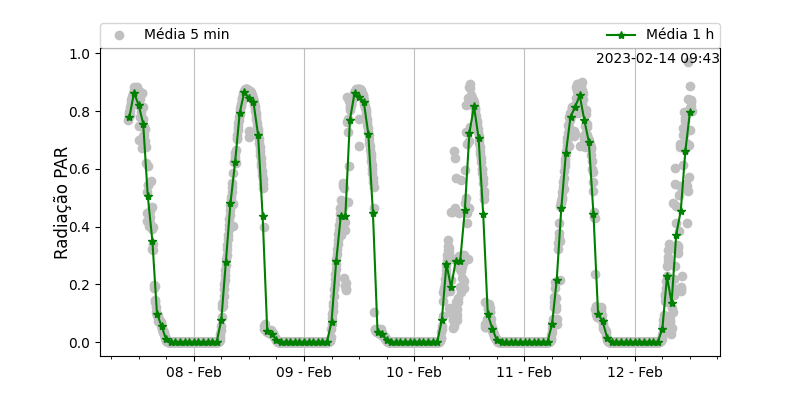 Média 5 min
Média 1 h
2023-02-14 09:43
Radiação PAR
1.0
0.8
0.6
0.4
0.2
0.0
08 - Feb
09 - Feb
10 - Feb
11 - Feb
12 - Feb